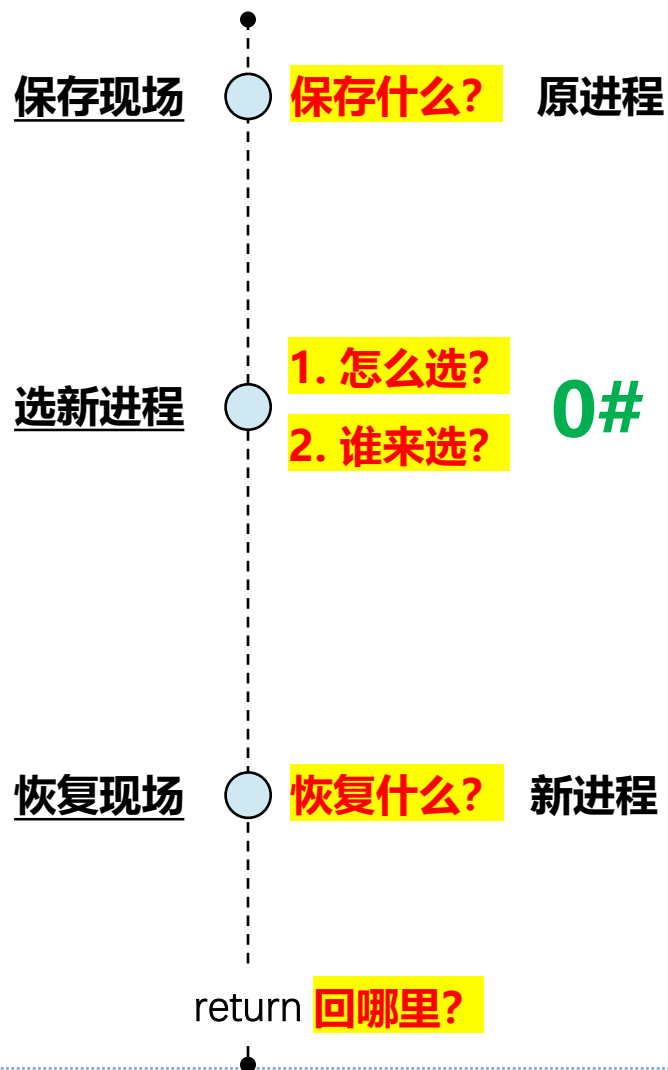 保存现场 保存什么？ 原进程
1. 怎么选？
选新进程 0#
2. 谁来选？
恢复现场 恢复什么？ 新进程
return 回哪里？